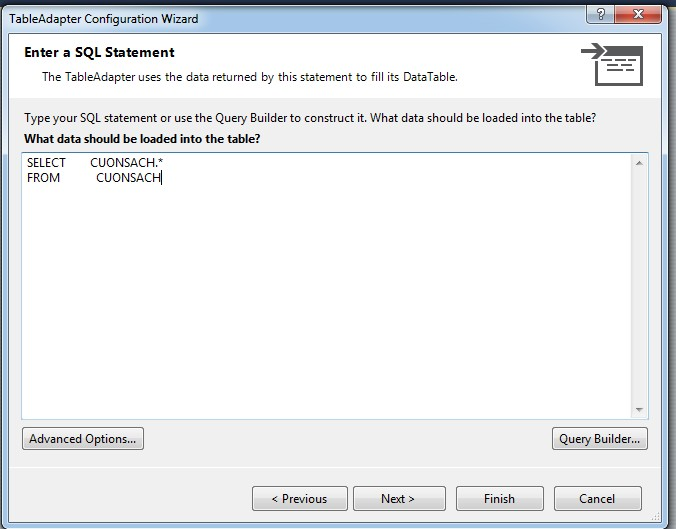 TableAdapter Configuration Wizard
?
Enter a SQL Statement
The TableAdapter uses the data returned by this statement to fill its DataTable.
Type your SQL statement or use the Query Builder to construct it. What data should be loaded into the table?
What data should be loaded into the table?
SELECT CUONSACH.*
FROM CUONSACH
Advanced Options... Query Builder...
< Previous Next > Finish Cancel